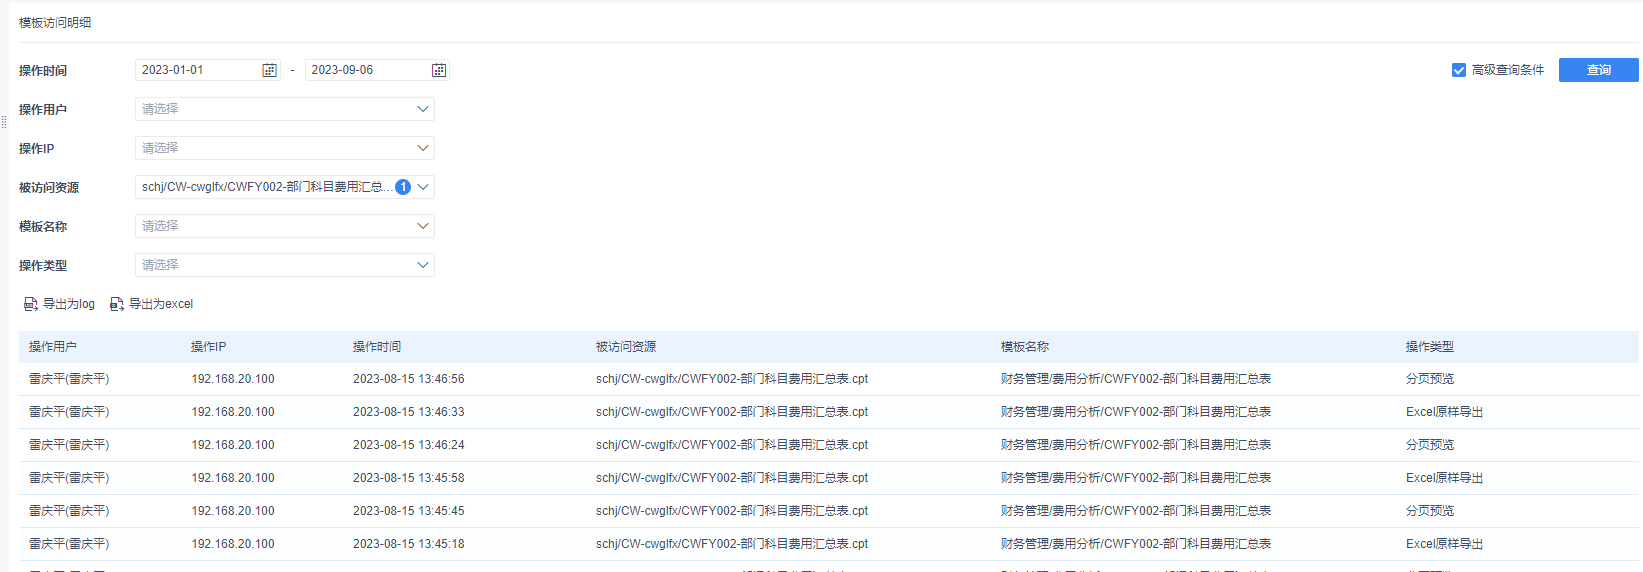 模板访问明细
操作时间 2023-01-01 - 2023-09-06 高级查询条件 查询
操作用户 请选择
操作IP 请选择
被访问资源 schj/CW-cwglfx/CWFY002-部门科目费用汇总... 1
模板名称 请选择
操作类型 请选择
导出为log 导出为excel
操作用户 操作IP 操作时间 被访问资源 模板名称 操作类型
雷庆平(雷庆平) 192.168.20.100 2023-08-15 13:46:56 schj/CW-cwglfx/CWFY002-部门科目费用汇总表.cpt 财务管理/费用分析/CWFY002-部门科目费用汇总表 分页预览
雷庆平(雷庆平) 192.168.20.100 2023-08-15 13:46:33 schj/CW-cwglfx/CWFY002-部门科目费用汇总表.cpt 财务管理/费用分析/CWFY002-部门科目费用汇总表 Excel原样导出
雷庆平(雷庆平) 192.168.20.100 2023-08-15 13:46:24 schj/CW-cwglfx/CWFY002-部门科目费用汇总表.cpt 财务管理/费用分析/CWFY002-部门科目费用汇总表 分页预览
雷庆平(雷庆平) 192.168.20.100 2023-08-15 13:45:58 schj/CW-cwglfx/CWFY002-部门科目费用汇总表.cpt 财务管理/费用分析/CWFY002-部门科目费用汇总表 Excel原样导出
雷庆平(雷庆平) 192.168.20.100 2023-08-15 13:45:45 schj/CW-cwglfx/CWFY002-部门科目费用汇总表.cpt 财务管理/费用分析/CWFY002-部门科目费用汇总表 分页预览
雷庆平(雷庆平) 192.168.20.100 2023-08-15 13:45:18 schj/CW-cwglfx/CWFY002-部门科目费用汇总表.cpt 财务管理/费用分析/CWFY002-部门科目费用汇总表 Excel原样导出